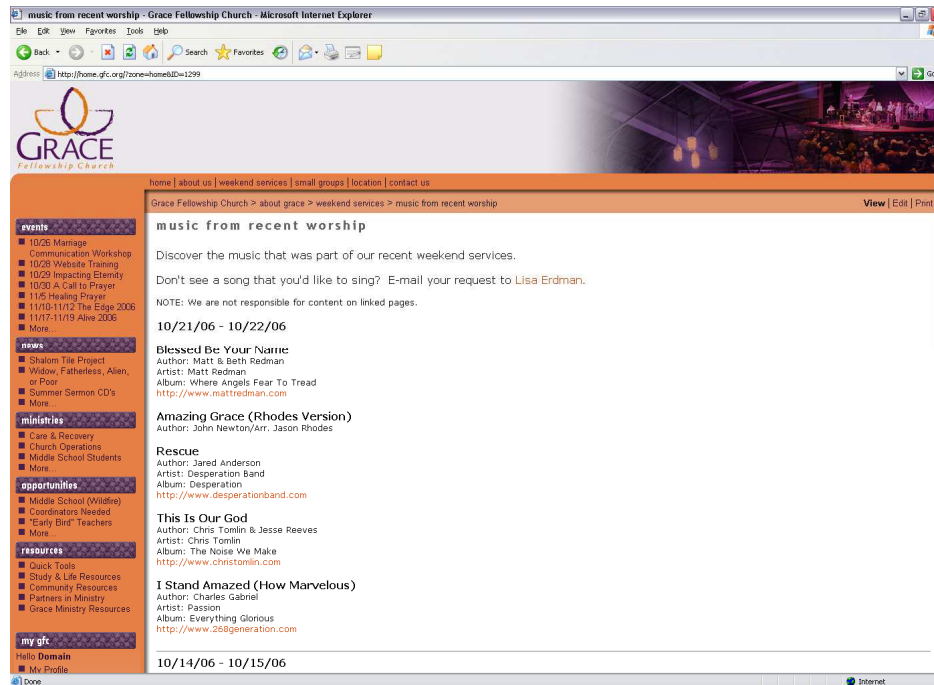 music from recent worship - Grace Fellowship Church - Microsoft Internet Explorer
File Edit View Favorites Tools Help
Back Search Favorites
Address http://home.gfc.org/?zone=home&ID=1299 Go
GRACE
Fellowship Church
home | about us | weekend services | small groups | location | contact us
Grace Fellowship Church > about grace > weekend services > music from recent worship View | Edit | Print
events
10/26 Marriage
Communication Workshop
10/28 Website Training
10/29 Impacting Eternity
10/30 A Call to Prayer
11/5 Healing Prayer
11/10-11/12 The Edge 2006
11/17-11/19 Alive 2006
More...
news
Shalom Tile Project
Widow, Fatherless, Alien,
or Poor
Summer Sermon CD's
More...
ministries
Care & Recovery
Church Operations
Middle School Students
More...
opportunities
Middle School (Wildfire)
Coordinators Needed
"Early Bird" Teachers
More...
resources
Quick Tools
Study & Life Resources
Community Resources
Partners in Ministry
Grace Ministry Resources
my gfc
Hello Domain
My Profile
music from recent worship
Discover the music that was part of our recent weekend services.
Don't see a song that you'd like to sing? E-mail your request to Lisa Erdman.
NOTE: We are not responsible for content on linked pages.
10/21/06 - 10/22/06
Blessed Be Your Name
Author: Matt & Beth Redman
Artist: Matt Redman
Album: Where Angels Fear To Tread
http://www.mattredman.com
Amazing Grace (Rhodes Version)
Author: John Newton/Arr. Jason Rhodes
Rescue
Author: Jared Anderson
Artist: Desperation Band
Album: Desperation
http://www.desperationband.com
This Is Our God
Author: Chris Tomlin & Jesse Reeves
Artist: Chris Tomlin
Album: The Noise We Make
http://www.christomlin.com
I Stand Amazed (How Marvelous)
Author: Charles Gabriel
Artist: Passion
Album: Everything Glorious
http://www.268generation.com
10/14/06 - 10/15/06
Done Internet